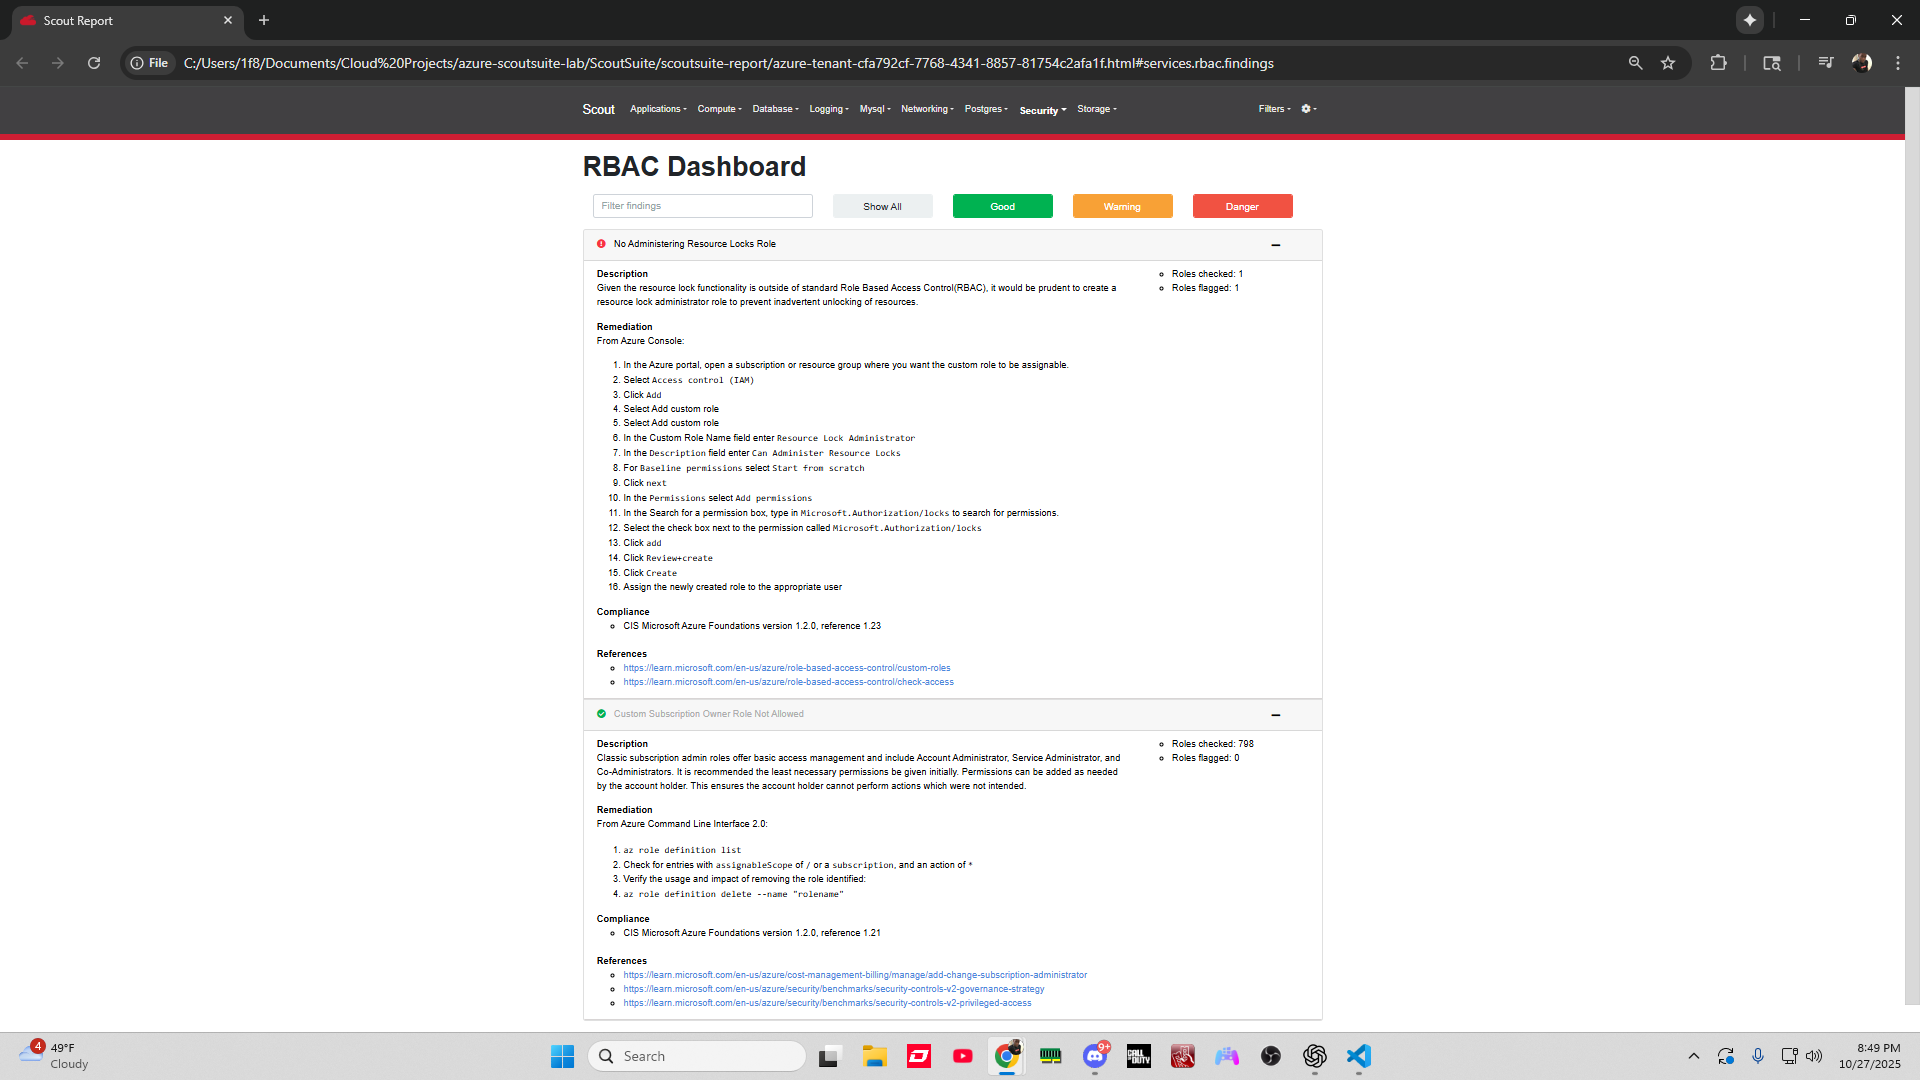 Scout Report
File
C:/Users/1f8/Documents/Cloud%20Projects/azure-scoutsuite-lab/ScoutSuite/scoutsuite-report/azure-tenant-cfa792cf-7768-4341-8857-81754c2afa1f.html#services.rbac.findings
Scout Applications Compute Database Logging Mysql Networking Postgres Security Storage Filters
RBAC Dashboard
Filter findings Show All Good Warning Danger
No Administering Resource Locks Role
Description
Given the resource lock functionality is outside of standard Role Based Access Control(RBAC), it would be prudent to create a
resource lock administrator role to prevent inadvertent unlocking of resources.
Roles checked: 1
Roles flagged: 1
Remediation
From Azure Console:
1. In the Azure portal, open a subscription or resource group where you want the custom role to be assignable.
2. Select Access control (IAM)
3. Click Add
4. Select Add custom role
5. Select Add custom role
6. In the Custom Role Name field enter Resource Lock Administrator
7. In the Description field enter Can Administer Resource Locks
8. For Baseline permissions select Start from scratch
9. Click next
10. In the Permissions select Add permissions
11. In the Search for a permission box, type in Microsoft.Authorization/locks to search for permissions.
12. Select the check box next to the permission called Microsoft.Authorization/locks
13. Click add
14. Click Review+create
15. Click Create
16. Assign the newly created role to the appropriate user
Compliance
CIS Microsoft Azure Foundations version 1.2.0, reference 1.23
References
https://learn.microsoft.com/en-us/azure/role-based-access-control/custom-roles
https://learn.microsoft.com/en-us/azure/role-based-access-control/check-access
Custom Subscription Owner Role Not Allowed
Description
Classic subscription admin roles offer basic access management and include Account Administrator, Service Administrator, and
Co-Administrators. It is recommended the least necessary permissions be given initially. Permissions can be added as needed
by the account holder. This ensures the account holder cannot perform actions which were not intended.
Roles checked: 798
Roles flagged: 0
Remediation
From Azure Command Line Interface 2.0:
1. az role definition list
2. Check for entries with assignableScope of / or a subscription, and an action of *
3. Verify the usage and impact of removing the role identified:
4. az role definition delete --name "rolename"
Compliance
CIS Microsoft Azure Foundations version 1.2.0, reference 1.21
References
https://learn.microsoft.com/en-us/azure/cost-management-billing/manage/add-change-subscription-administrator
https://learn.microsoft.com/en-us/azure/security/benchmarks/security-controls-v2-governance-strategy
https://learn.microsoft.com/en-us/azure/security/benchmarks/security-controls-v2-privileged-access
4
49°F
Cloudy
Search
9+
CALL OF DUTY
8:49 PM
10/27/2025